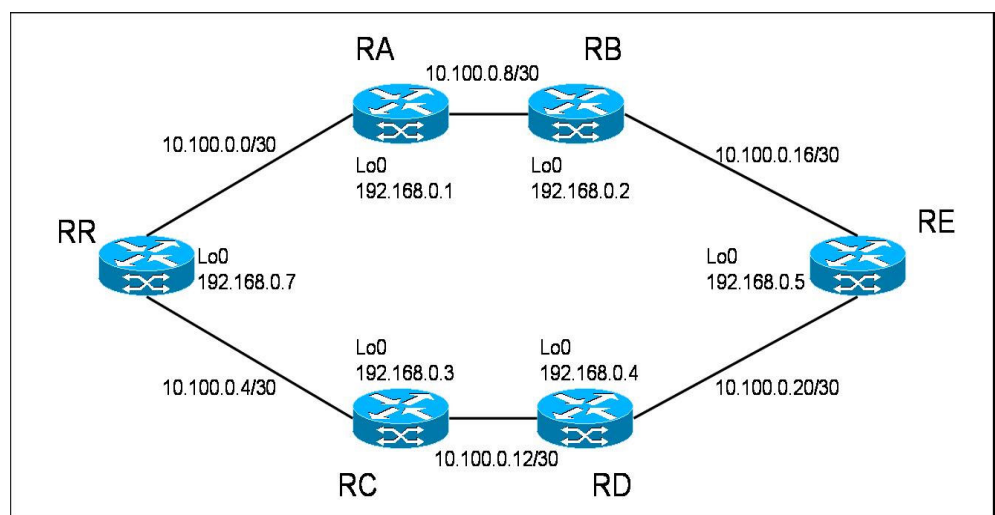 RA
RB
10.100.0.8/30
10.100.0.0/30
10.100.0.16/30
Lo0
192.168.0.1
Lo0
192.168.0.2
RR
RE
Lo0
192.168.0.7
Lo0
192.168.0.5
Lo0
192.168.0.3
Lo0
192.168.0.4
10.100.0.4/30
10.100.0.20/30
10.100.0.12/30
RC
RD